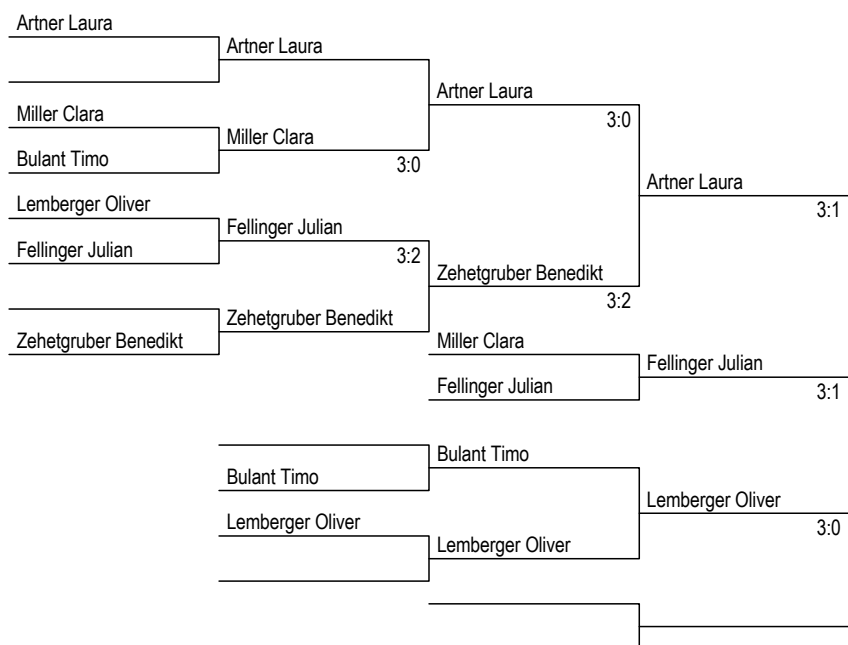 Artner Laura
Artner Laura
Artner Laura
Miller Clara
3:0
Miller Clara
Bulant Timo
3:0
Artner Laura
Lemberger Oliver
3:1
Fellinger Julian
Fellinger Julian
3:2
Zehetgruber Benedikt
3:2
Zehetgruber Benedikt
Zehetgruber Benedikt
Miller Clara
Fellinger Julian
Fellinger Julian
3:1
Bulant Timo
Bulant Timo
Lemberger Oliver
Lemberger Oliver
3:0
Lemberger Oliver